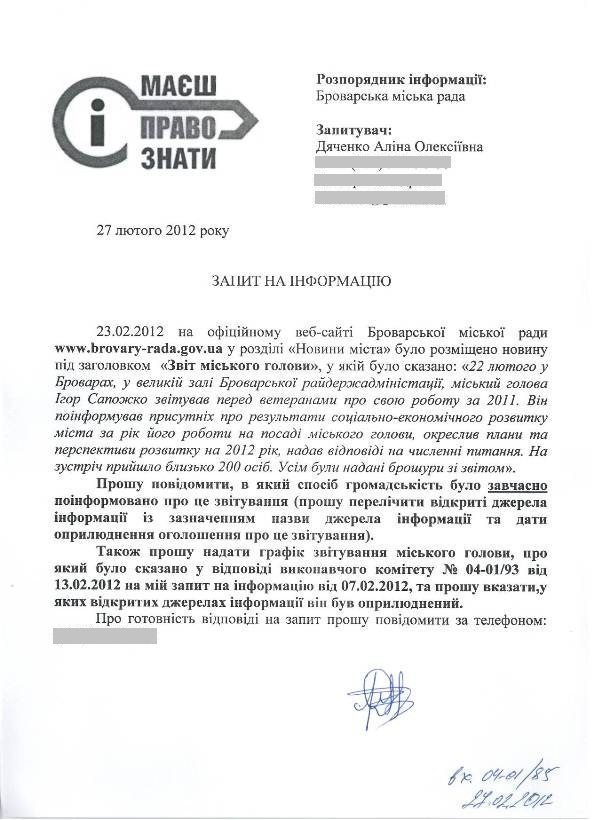 МАЄШ
ПРАВО
ЗНАТИ
i
Розпорядник інформації:
Броварська міська рада
Запитувач:
Дяченко Аліна Олексіївна
27 лютого 2012 року
ЗАПИТ НА ІНФОРМАЦІЮ
23.02.2012 на офіційному веб-сайті Броварської міської ради
www.brovary-rada.gov.ua у розділі «Новини міста» було розміщено новину
під заголовком «Звіт міського голови», у якій було сказано: «22 лютого у
Броварах, у великій залі Броварської райдержадміністації, міський голова
Ігор Сапожко звітував перед ветеранами про свою роботу за 2011. Він
поінформував присутніх про результати соціально-економічного розвитку
міста за рік його роботи на посаді міського голови, окреслив плани та
перспективи розвитку на 2012 рік, надав відповіді на численні питання. На
зустріч прийшло близько 200 осіб. Усім були надані брошури зі звітом».
Прошу повідомити, в який спосіб громадськість було завчасно
поінформовано про це звітування (прошу перелічити відкриті джерела
інформації із зазначенням назви джерела інформації та дати
оприлюднення оголошення про це звітування).
Також прошу надати графік звітування міського голови, про
який було сказано у відповіді виконавчого комітету № 04-01/93 від
13.02.2012 на мій запит на інформацію від 07.02.2012, та прошу вказати,у
яких відкритих джерелах інформації він був оприлюднений.
Про готовність відповіді на запит прошу повідомити за телефоном:
вх. 04-01/85
27.02.2012